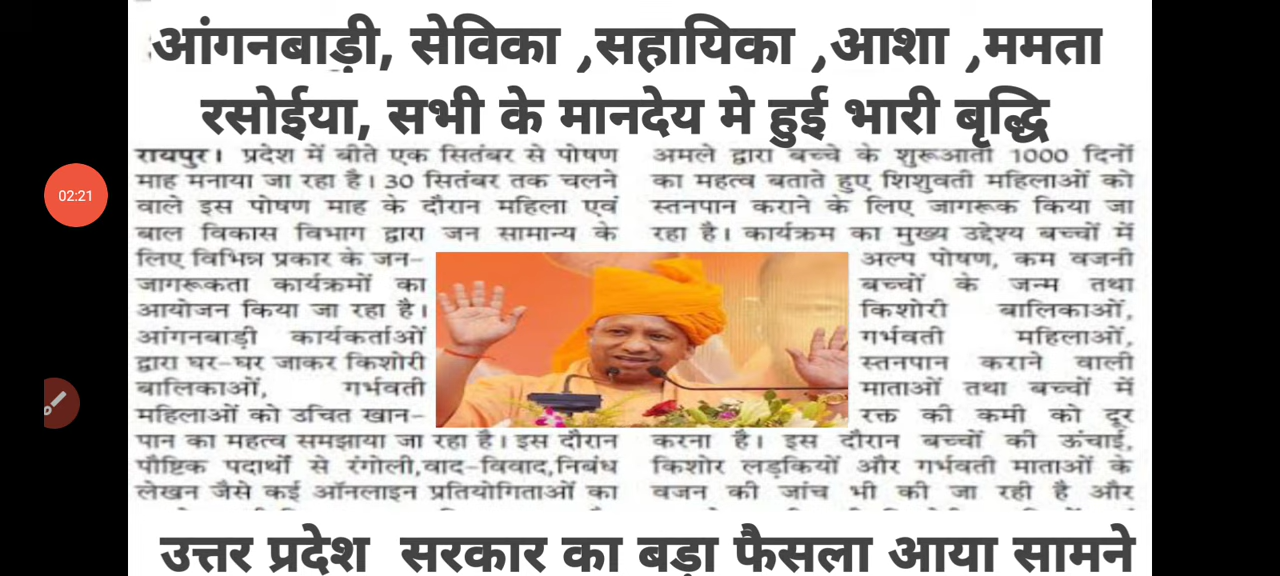 आंगनबाड़ी, सेविका ,सहायिका ,आशा ,ममता
रसोईया, सभी के मानदेय मे हुई भारी बृद्धि
रायपुर। प्रदेश में बीते एक सितंबर से पोषण
माह मनाया जा रहा है। 30 सितंबर तक चलने
वाले इस पोषण माह के दौरान महिला एवं
बाल विकास विभाग द्वारा जन सामान्य के
लिए विभिन्न प्रकार के जन-
जागरूकता कार्यक्रमों का
आयोजन किया जा रहा है।
आंगनबाड़ी कार्यकर्ताओं
द्वारा घर-घर जाकर किशोरी
बालिकाओं, गर्भवती
महिलाओं को उचित खान-
पान का महत्व समझाया जा रहा है। इस दौरान
पौष्टिक पदार्थों से रंगोली,वाद-विवाद,निबंध
लेखन जैसे कई ऑनलाइन प्रतियोगिताओं का
अमले द्वारा बच्चे के शुरूआती 1000 दिनों
का महत्व बताते हुए शिशुवती महिलाओं को
स्तनपान कराने के लिए जागरूक किया जा
रहा है। कार्यक्रम का मुख्य उद्देश्य बच्चों में
अल्प पोषण, कम वजनी
बच्चों के जन्म तथा
किशोरी बालिकाओं,
गर्भवती महिलाओं,
स्तनपान कराने वाली
माताओं तथा बच्चों में
रक्त की कमी को दूर
करना है। इस दौरान बच्चों की ऊंचाई,
किशोर लड़कियों और गर्भवती माताओं के
वजन की जांच भी की जा रही है और
उत्तर प्रदेश सरकार का बड़ा फैसला आया सामने
02:21